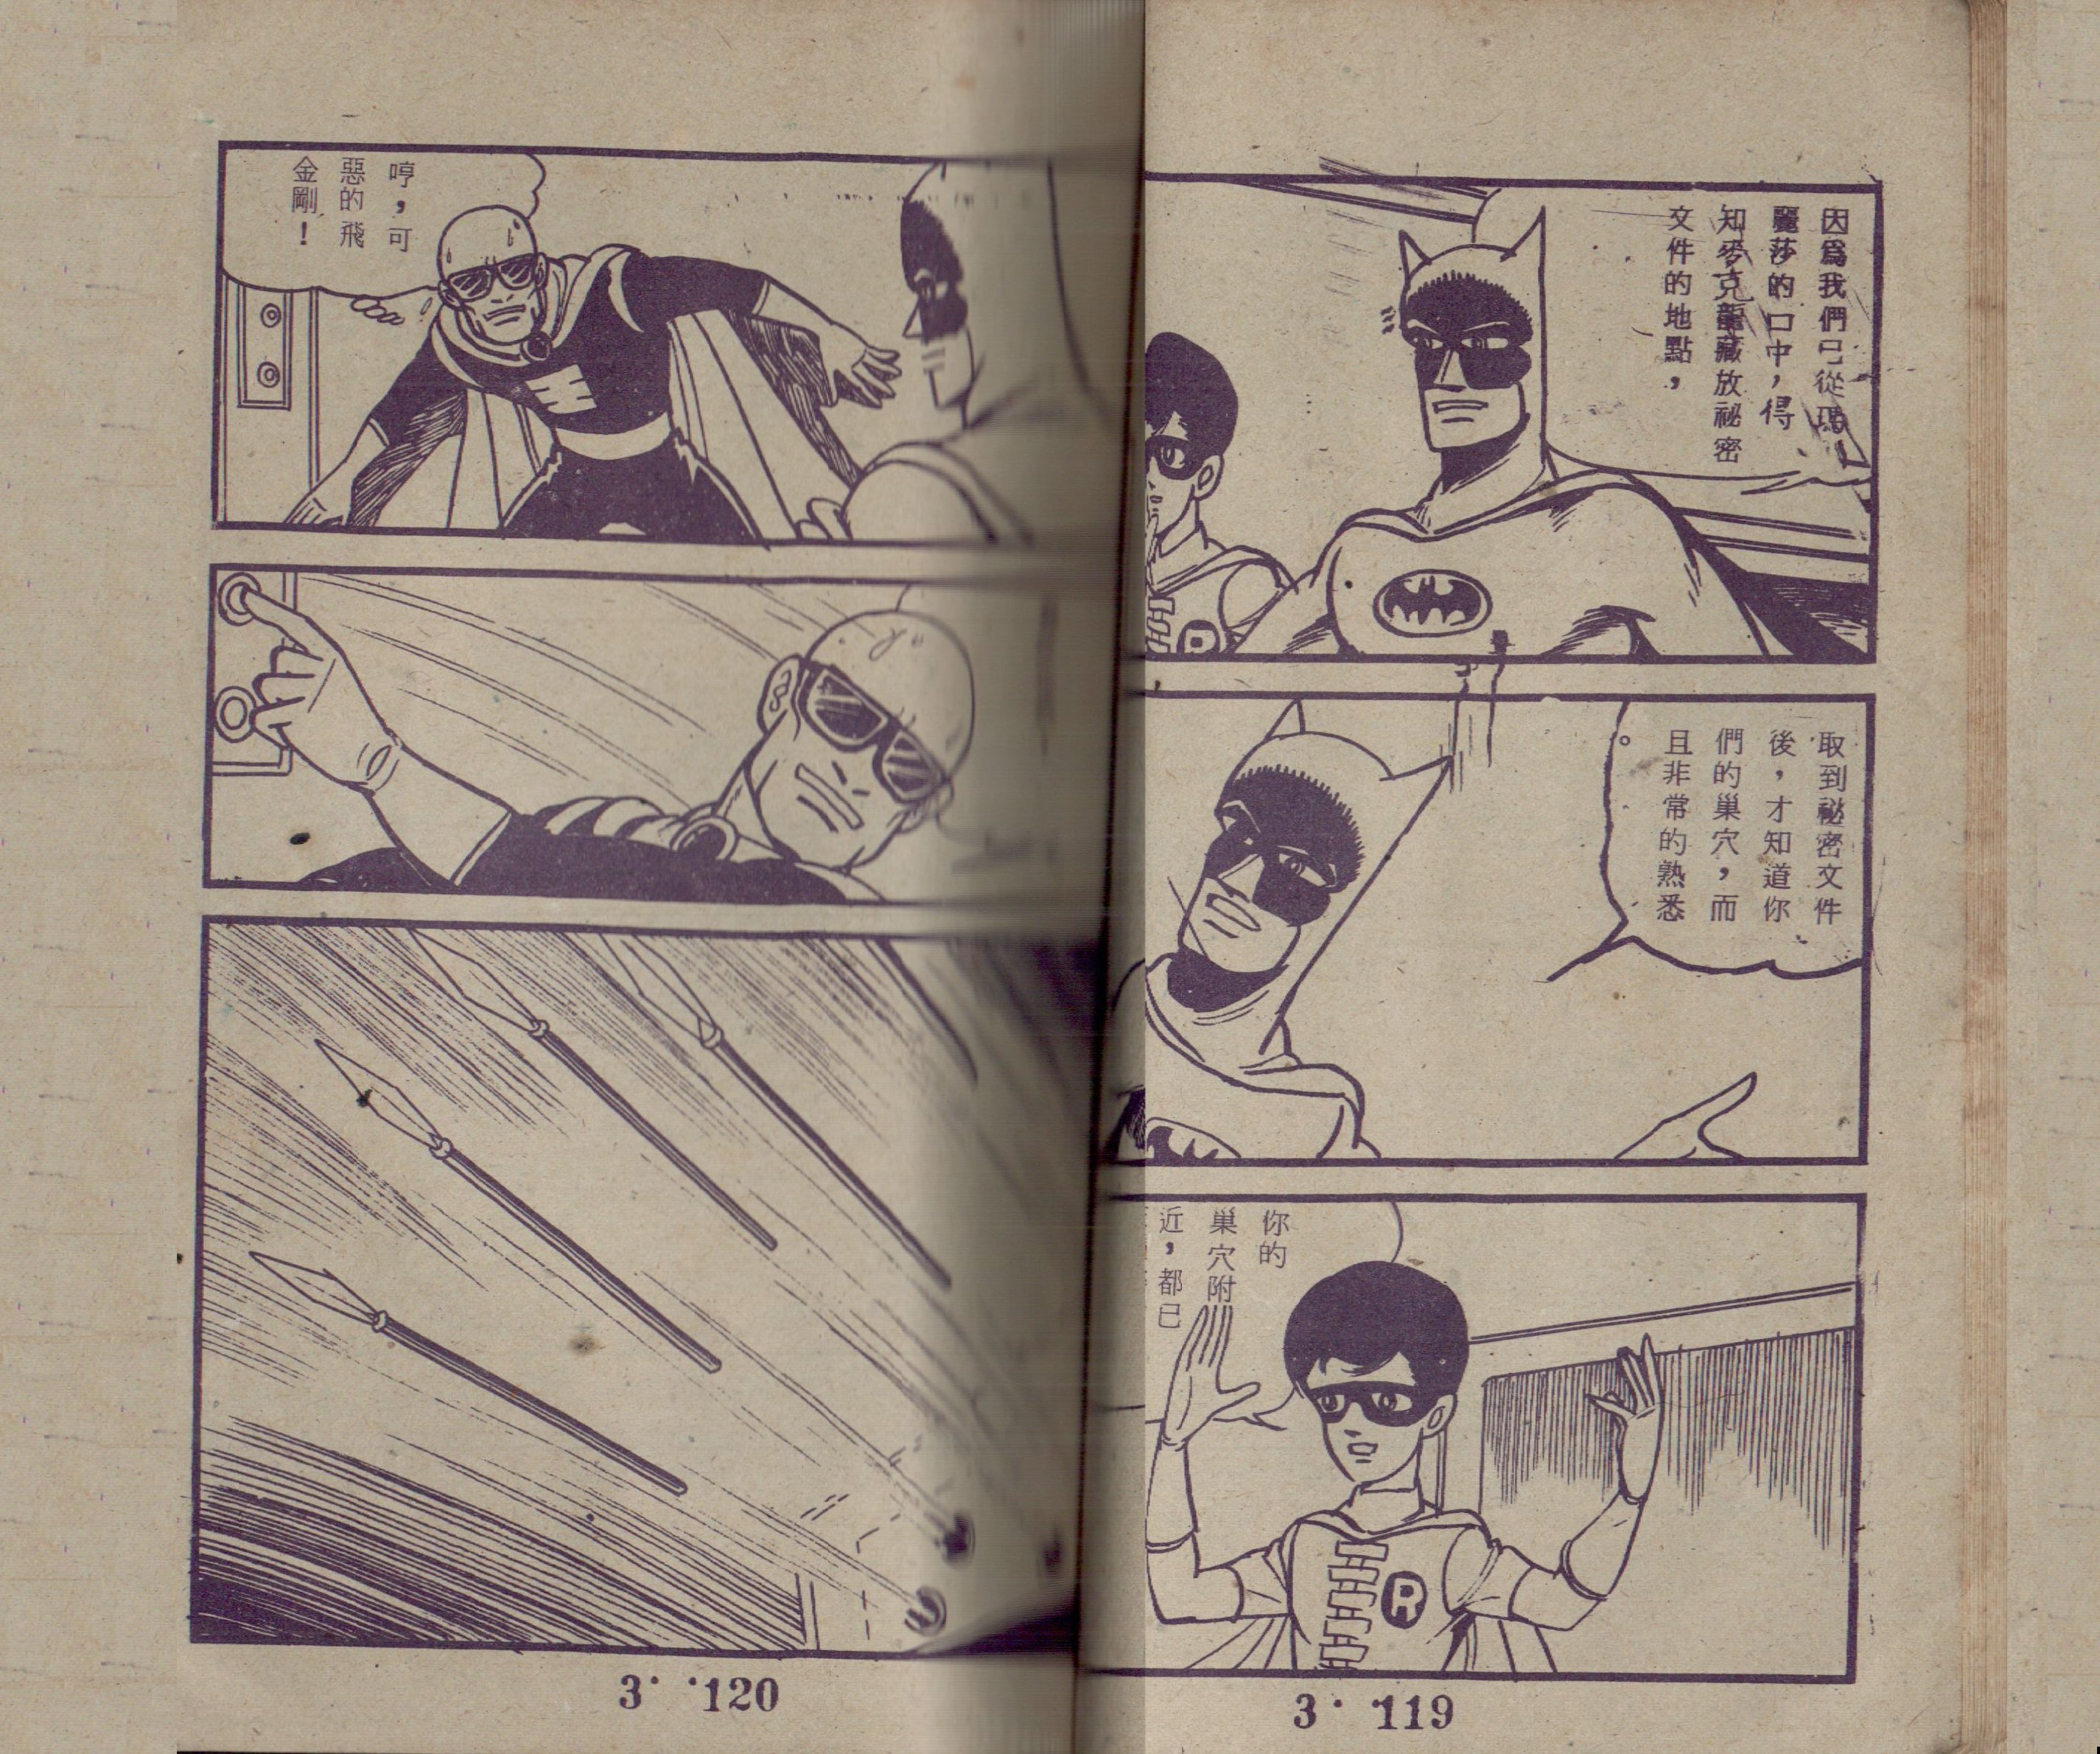 因為我們已從瑪
麗莎的口中，得
知麥克龍藏放祕密
文件的地點，
取到祕密文件
後，才知道你
們的巢穴，而
且非常的熟悉
。
你的
巢穴附
近，都已
R
R
3··119
哼，可
惡的飛
金剛！
3··120